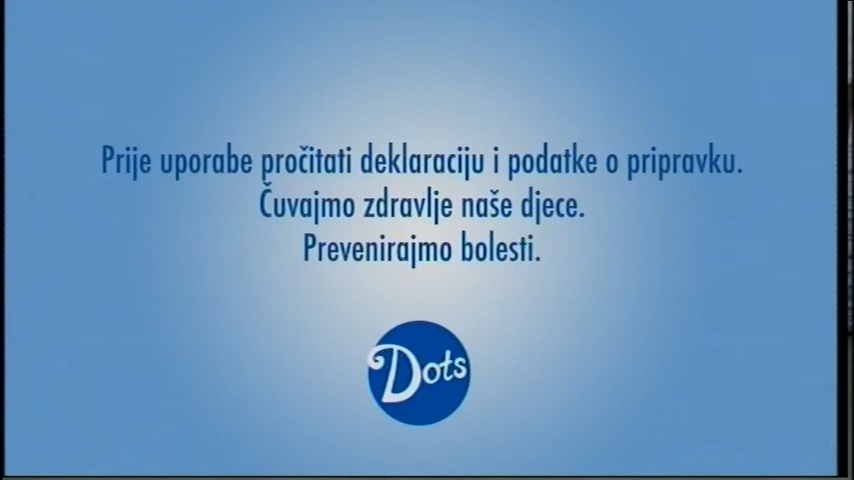 Prije uporabe pročitati deklaraciju i podatke o pripravku.
Čuvajmo zdravlje naše djece.
Prevenirajmo bolesti.
Dots